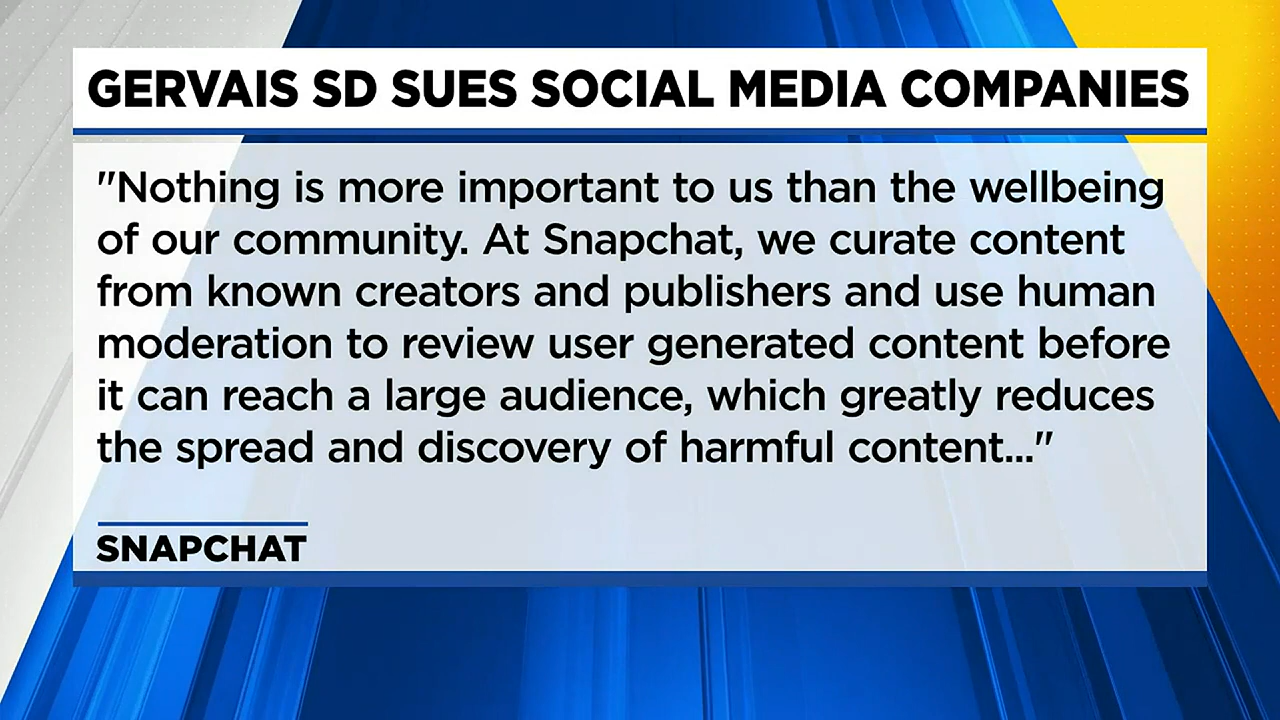 GERVAIS SD SUES SOCIAL MEDIA COMPANIES
"Nothing is more important to us than the wellbeing
of our community. At Snapchat, we curate content
from known creators and publishers and use human
moderation to review user generated content before
it can reach a large audience, which greatly reduces
the spread and discovery of harmful content..."
SNAPCHAT